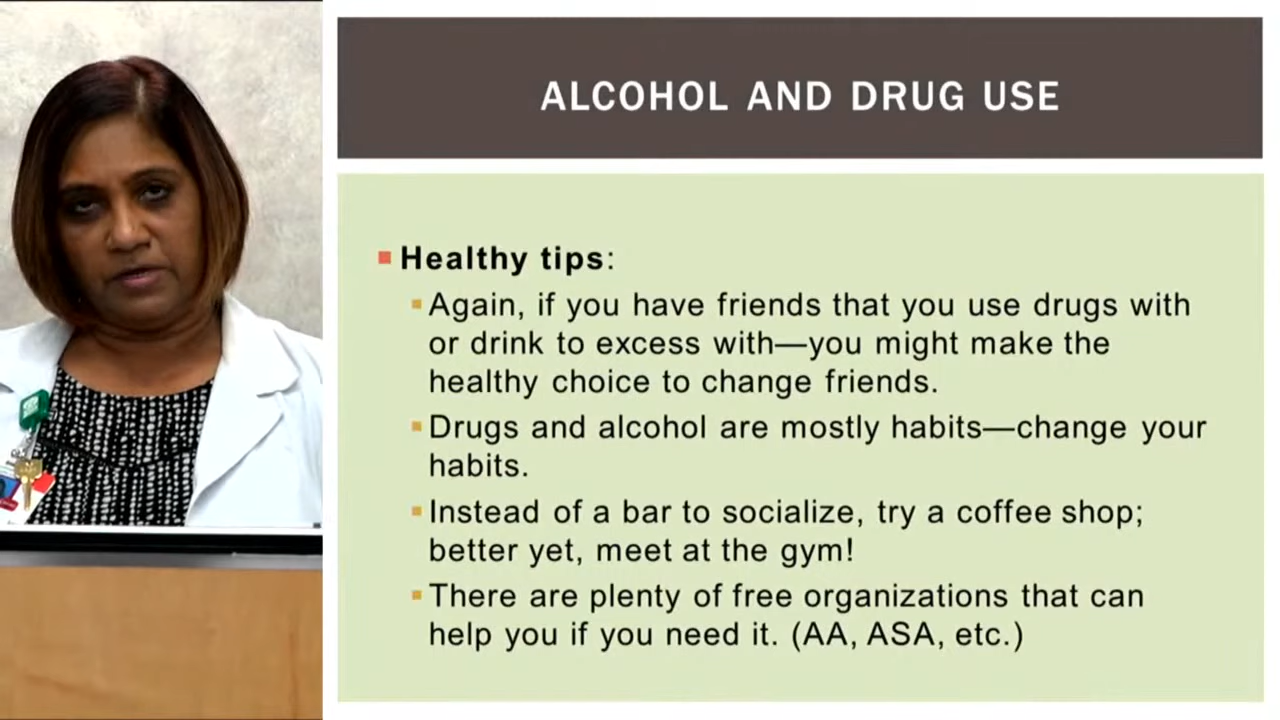 ALCOHOL AND DRUG USE
Healthy tips:
Again, if you have friends that you use drugs with
or drink to excess with—you might make the
healthy choice to change friends.
Drugs and alcohol are mostly habits—change your
habits.
Instead of a bar to socialize, try a coffee shop;
better yet, meet at the gym!
There are plenty of free organizations that can
help you if you need it. (AA, ASA, etc.)